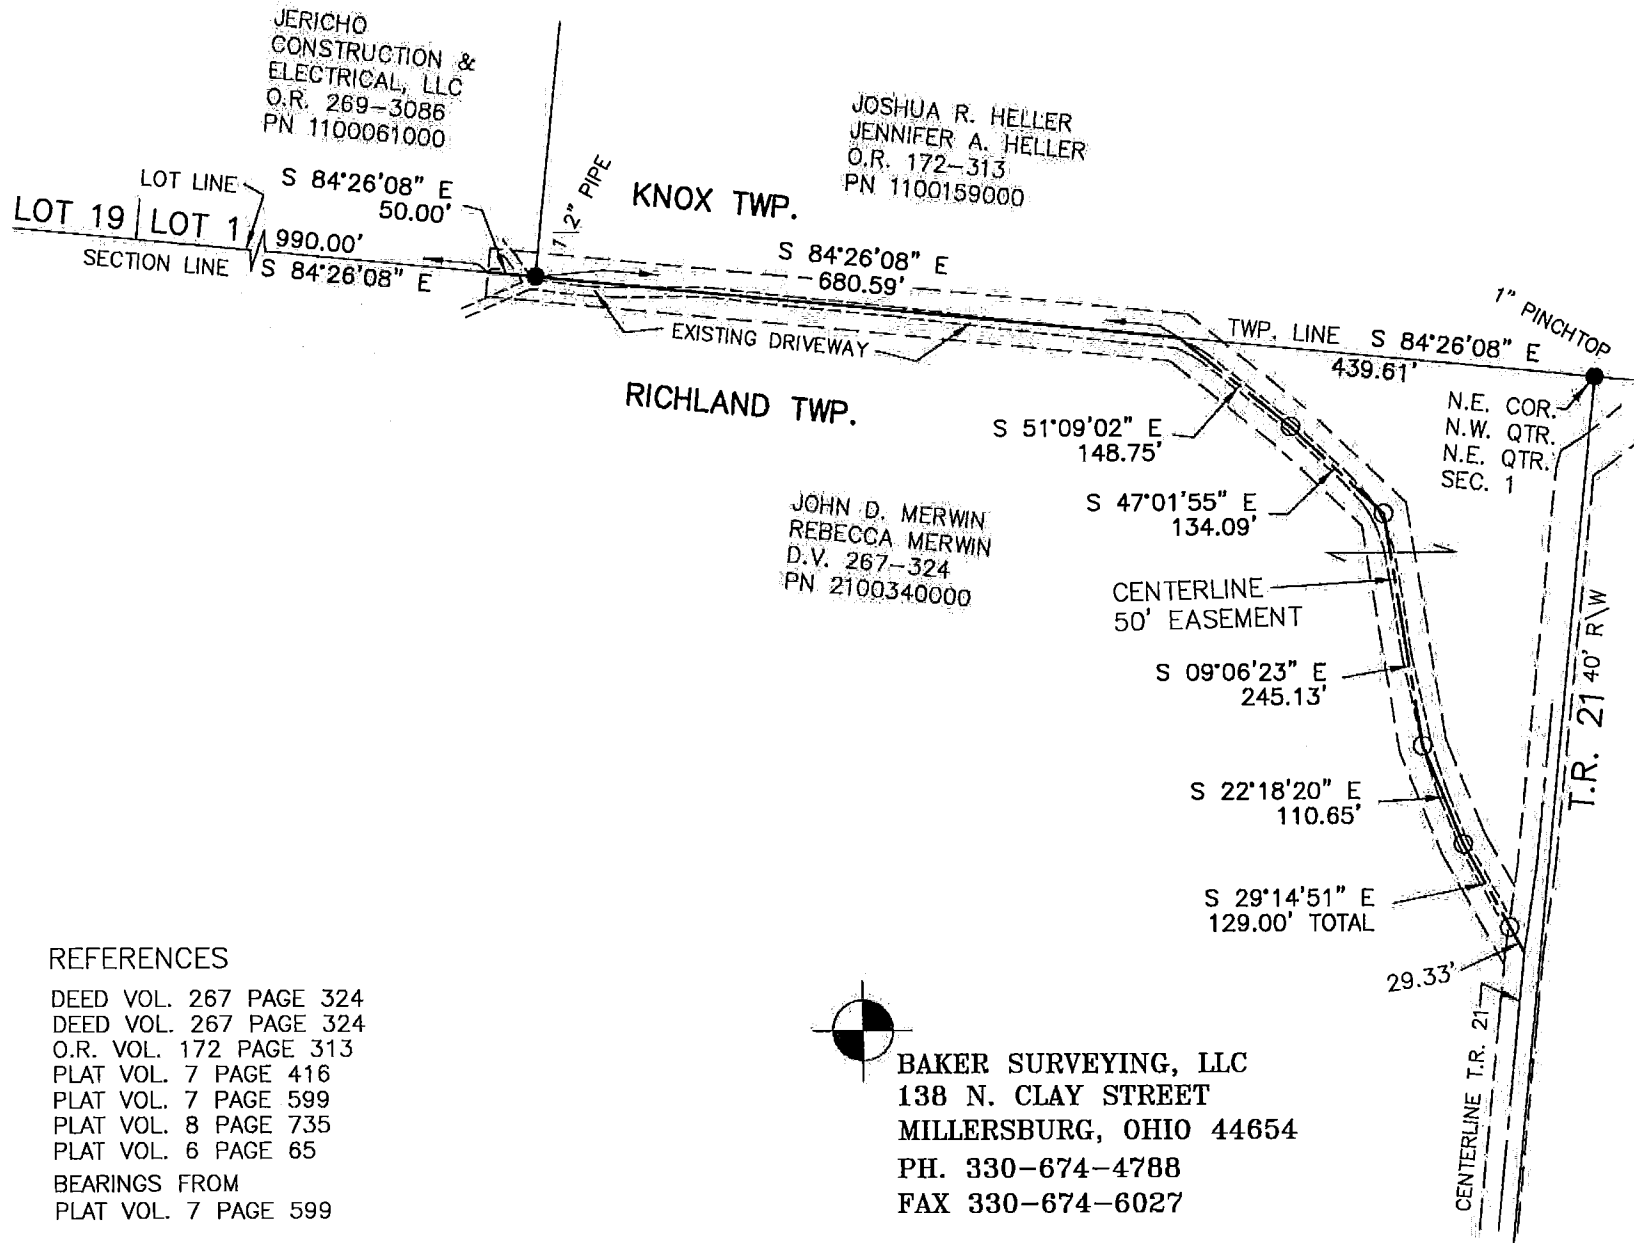 JERICHO
CONSTRUCTION &
ELECTRICAL, LLC
O.R. 269-3086
PN 1100061000
JOSHUA R. HELLER
JENNIFER A. HELLER
O.R. 172-313
PN 1100159000
LOT LINE
S 84°26'08" E
50.00'
1/2" PIPE
KNOX TWP.
LOT 19
LOT 1
990.00'
SECTION LINE
S 84°26'08" E
S 84°26'08" E
680.59'
EXISTING DRIVEWAY
1" PINCHTOP
TWP. LINE
S 84°26'08" E
439.61'
RICHLAND TWP.
N.E. COR.
N.W. QTR.
N.E. QTR.
SEC. 1
S 51°09'02" E
148.75'
S 47°01'55" E
134.09'
JOHN D. MERWIN
REBECCA MERWIN
D.V. 267-324
PN 2100340000
CENTERLINE
50' EASEMENT
S 09°06'23" E
245.13'
T.R. 21 40' R\W
S 22°18'20" E
110.65'
S 29°14'51" E
129.00' TOTAL
29.33'
CENTERLINE T.R. 21
REFERENCES
DEED VOL. 267 PAGE 324
DEED VOL. 267 PAGE 324
O.R. VOL. 172 PAGE 313
PLAT VOL. 7 PAGE 416
PLAT VOL. 7 PAGE 599
PLAT VOL. 8 PAGE 735
PLAT VOL. 6 PAGE 65
BEARINGS FROM
PLAT VOL. 7 PAGE 599
BAKER SURVEYING, LLC
138 N. CLAY STREET
MILLERSBURG, OHIO 44654
PH. 330-674-4788
FAX 330-674-6027